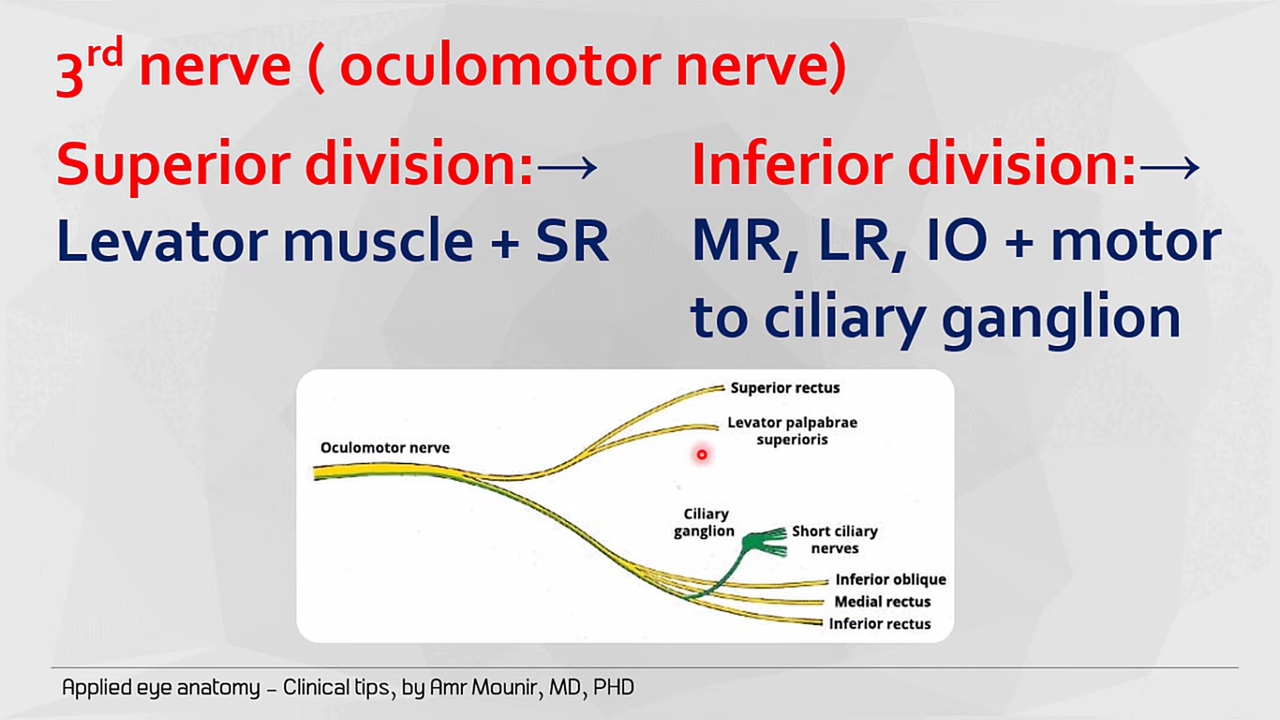 3rd nerve ( oculomotor nerve)
Superior division:→
Levator muscle + SR
Inferior division:→
MR, LR, IO + motor
to ciliary ganglion
Superior rectus
Levator palpabrae
superioris
Oculomotor nerve
Ciliary
ganglion
Short ciliary
nerves
Inferior oblique
Medial rectus
Inferior rectus
Applied eye anatomy – Clinical tips, by Amr Mounir, MD, PHD